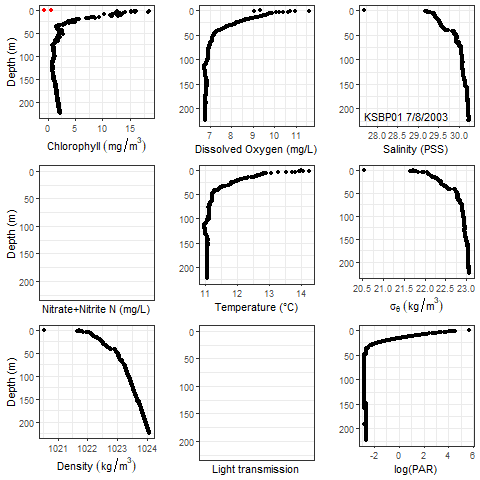 0
50
100
150
200
Depth (m)
0 5 10 15
Chlorophyll (mg/m³)
0
50
100
150
200
7 8 9 10 11
Dissolved Oxygen (mg/L)
0
50
100
150
200
KSBP01 7/8/2003
28.0 28.5 29.0 29.5 30.0
Salinity (PSS)
0
50
100
150
200
Depth (m)
Nitrate+Nitrite N (mg/L)
0
50
100
150
200
11 12 13 14
Temperature (°C)
0
50
100
150
200
20.5 21.0 21.5 22.0 22.5 23.0
σθ (kg/m³)
0
50
100
150
200
Depth (m)
1021 1022 1023 1024
Density (kg/m³)
0
50
100
150
200
Light transmission
0
50
100
150
200
-2 0 2 4 6
log(PAR)